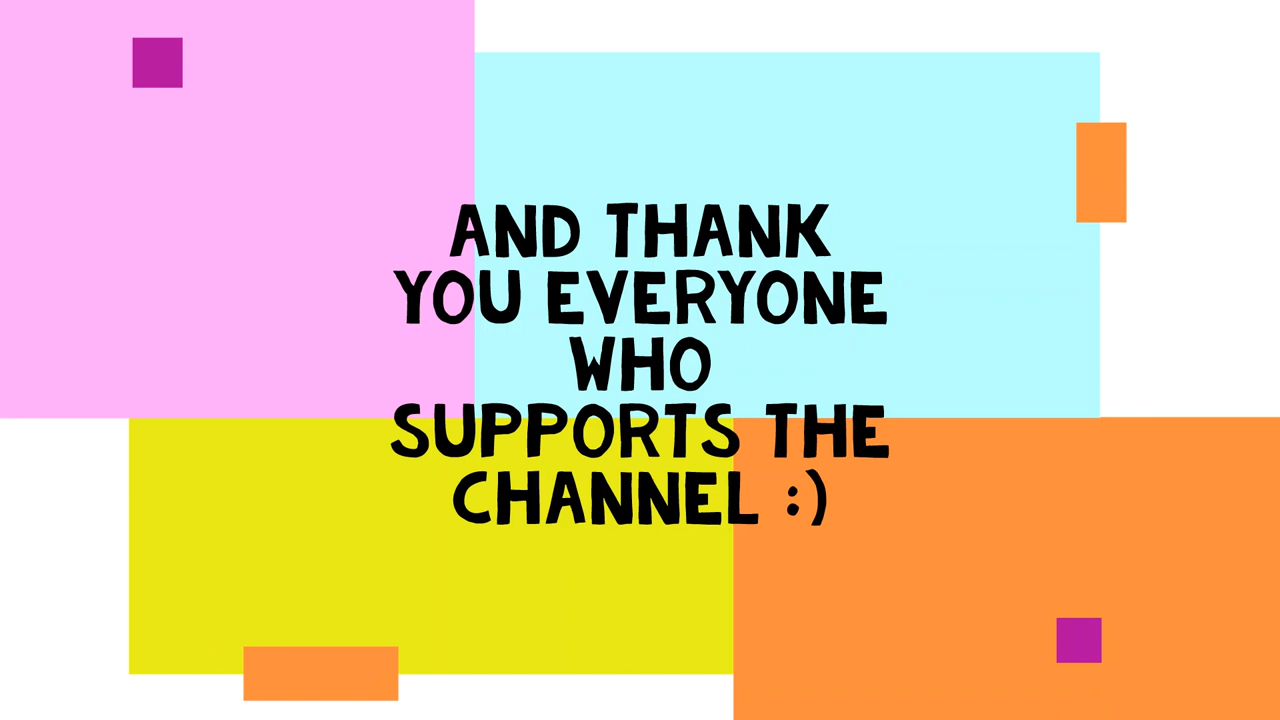 AND THANK
YOU EVERYONE
WHO
SUPPORTS THE
CHANNEL :)